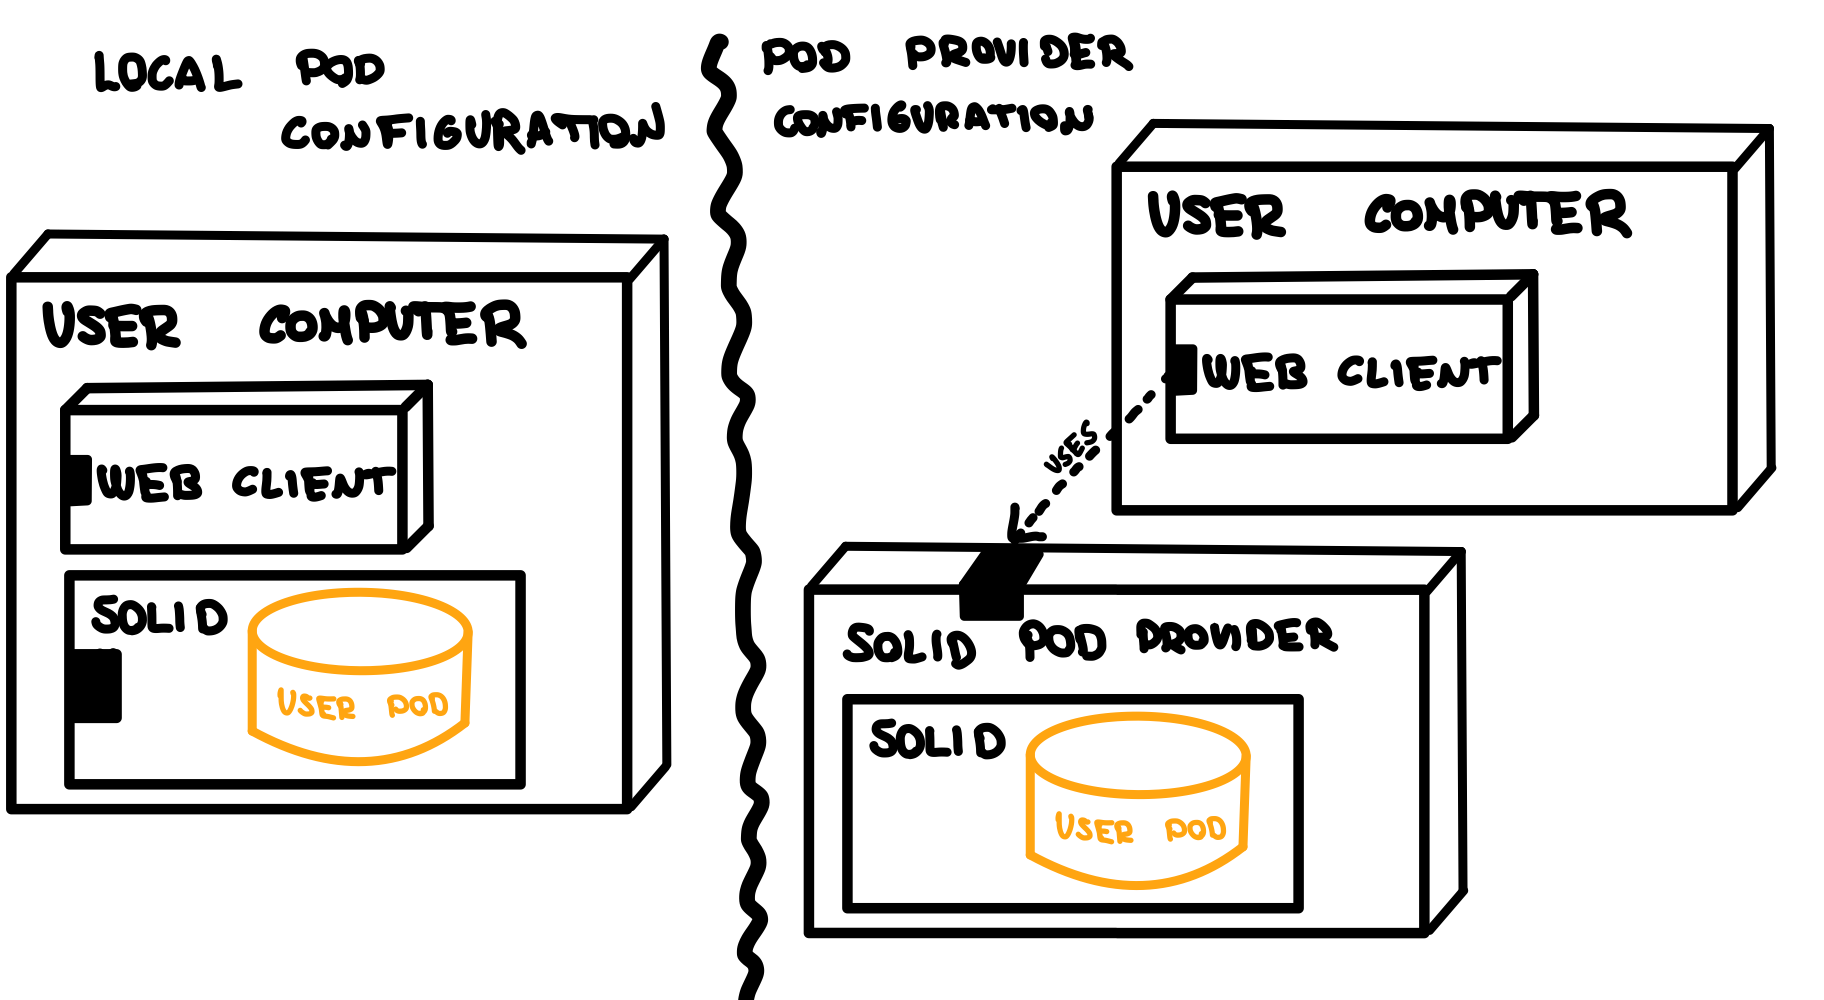 LOCAL POD
CONFIGURATION
USER COMPUTER
WEB CLIENT
SOLID
USER POD
POD PROVIDER
CONFIGURATION
USER COMPUTER
WEB CLIENT
USES
SOLID POD PROVIDER
SOLID
USER POD